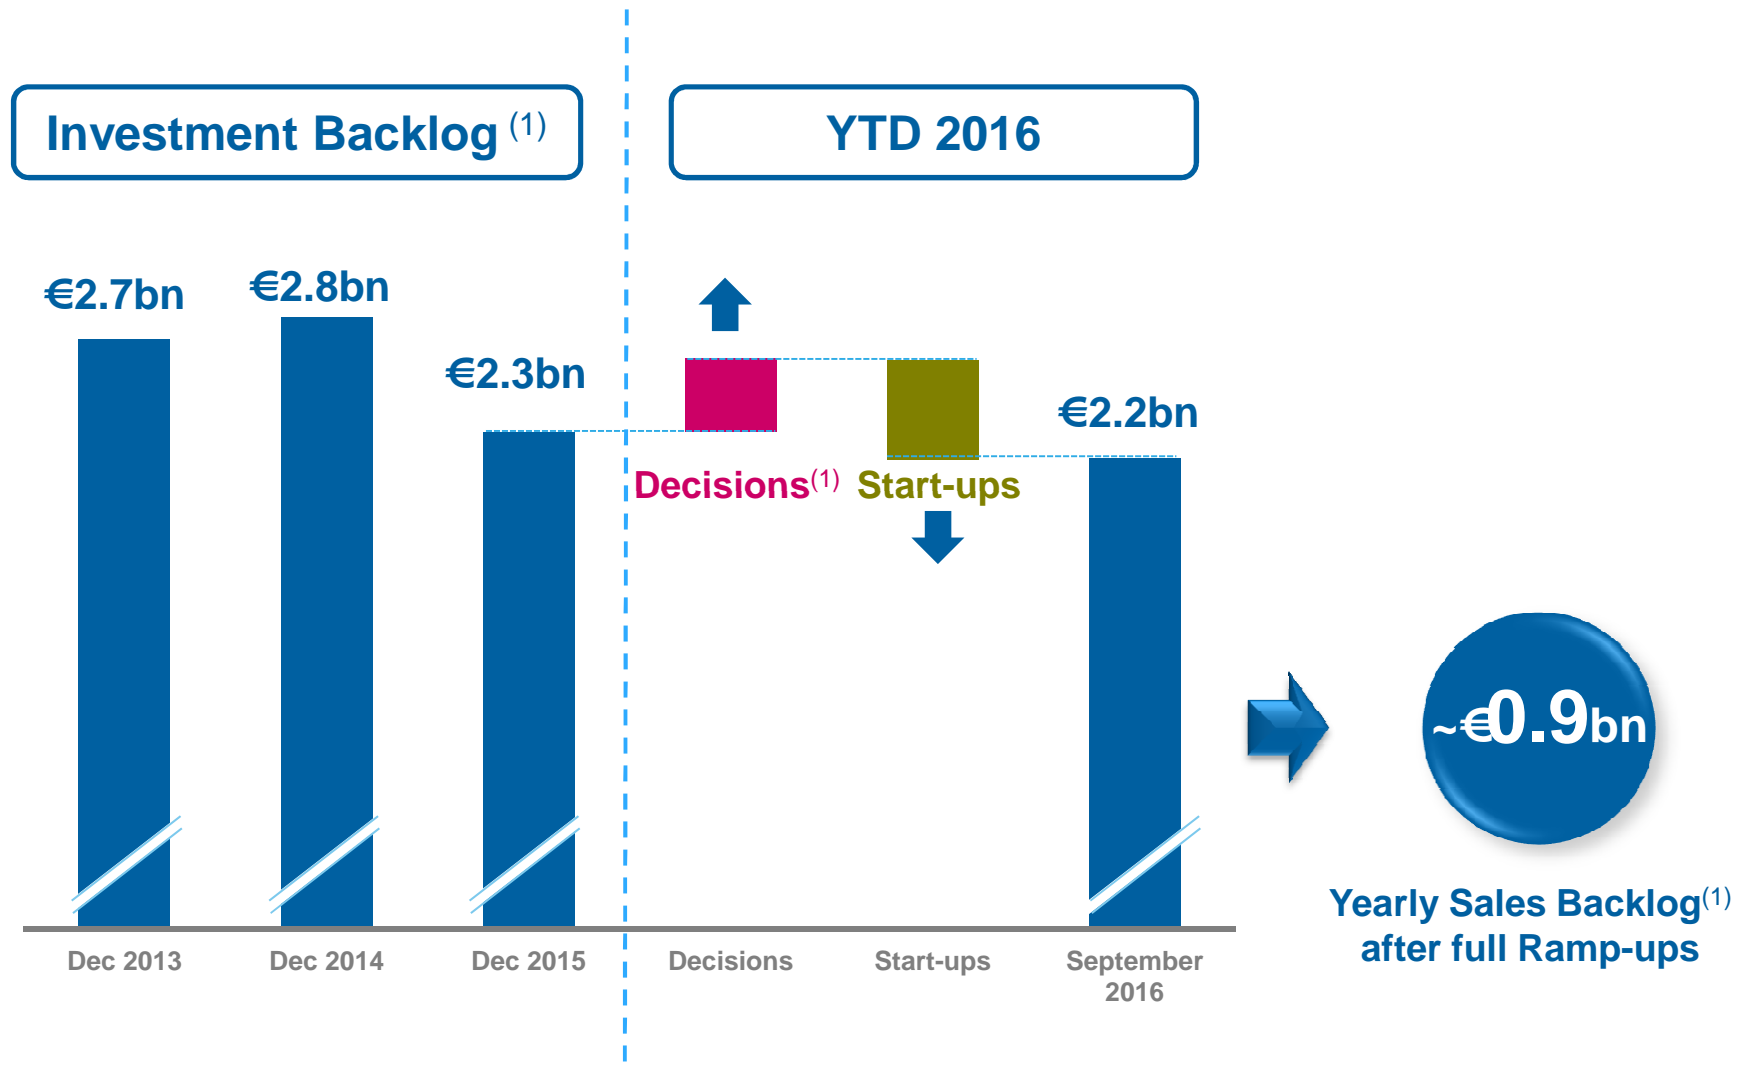 Investment Backlog (1)
YTD 2016
€2.7bn
€2.8bn
€2.3bn
€2.2bn
Decisions(1)
Start-ups
~€0.9bn
Yearly Sales Backlog(1)
after full Ramp-ups
Dec 2013
Dec 2014
Dec 2015
Decisions
Start-ups
September
2016